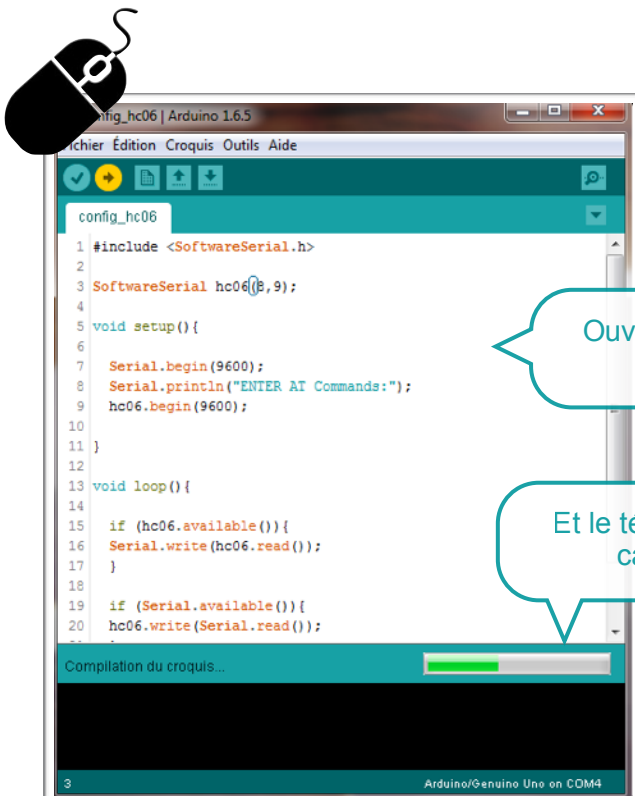 config_hc06 | Arduino 1.6.5
Fichier Édition Croquis Outils Aide
config_hc06
1 #include <SoftwareSerial.h>
2
3 SoftwareSerial hc06(8,9);
4
5 void setup(){
6
7 Serial.begin(9600);
8 Serial.println("ENTER AT Commands:");
9 hc06.begin(9600);
10
11 }
12
13 void loop(){
14
15 if (hc06.available()){
16 Serial.write(hc06.read());
17 }
18
19 if (Serial.available()){
20 hc06.write(Serial.read());
Ouv
Et le té
ca
Compilation du croquis...
3 Arduino/Genuino Uno on COM4